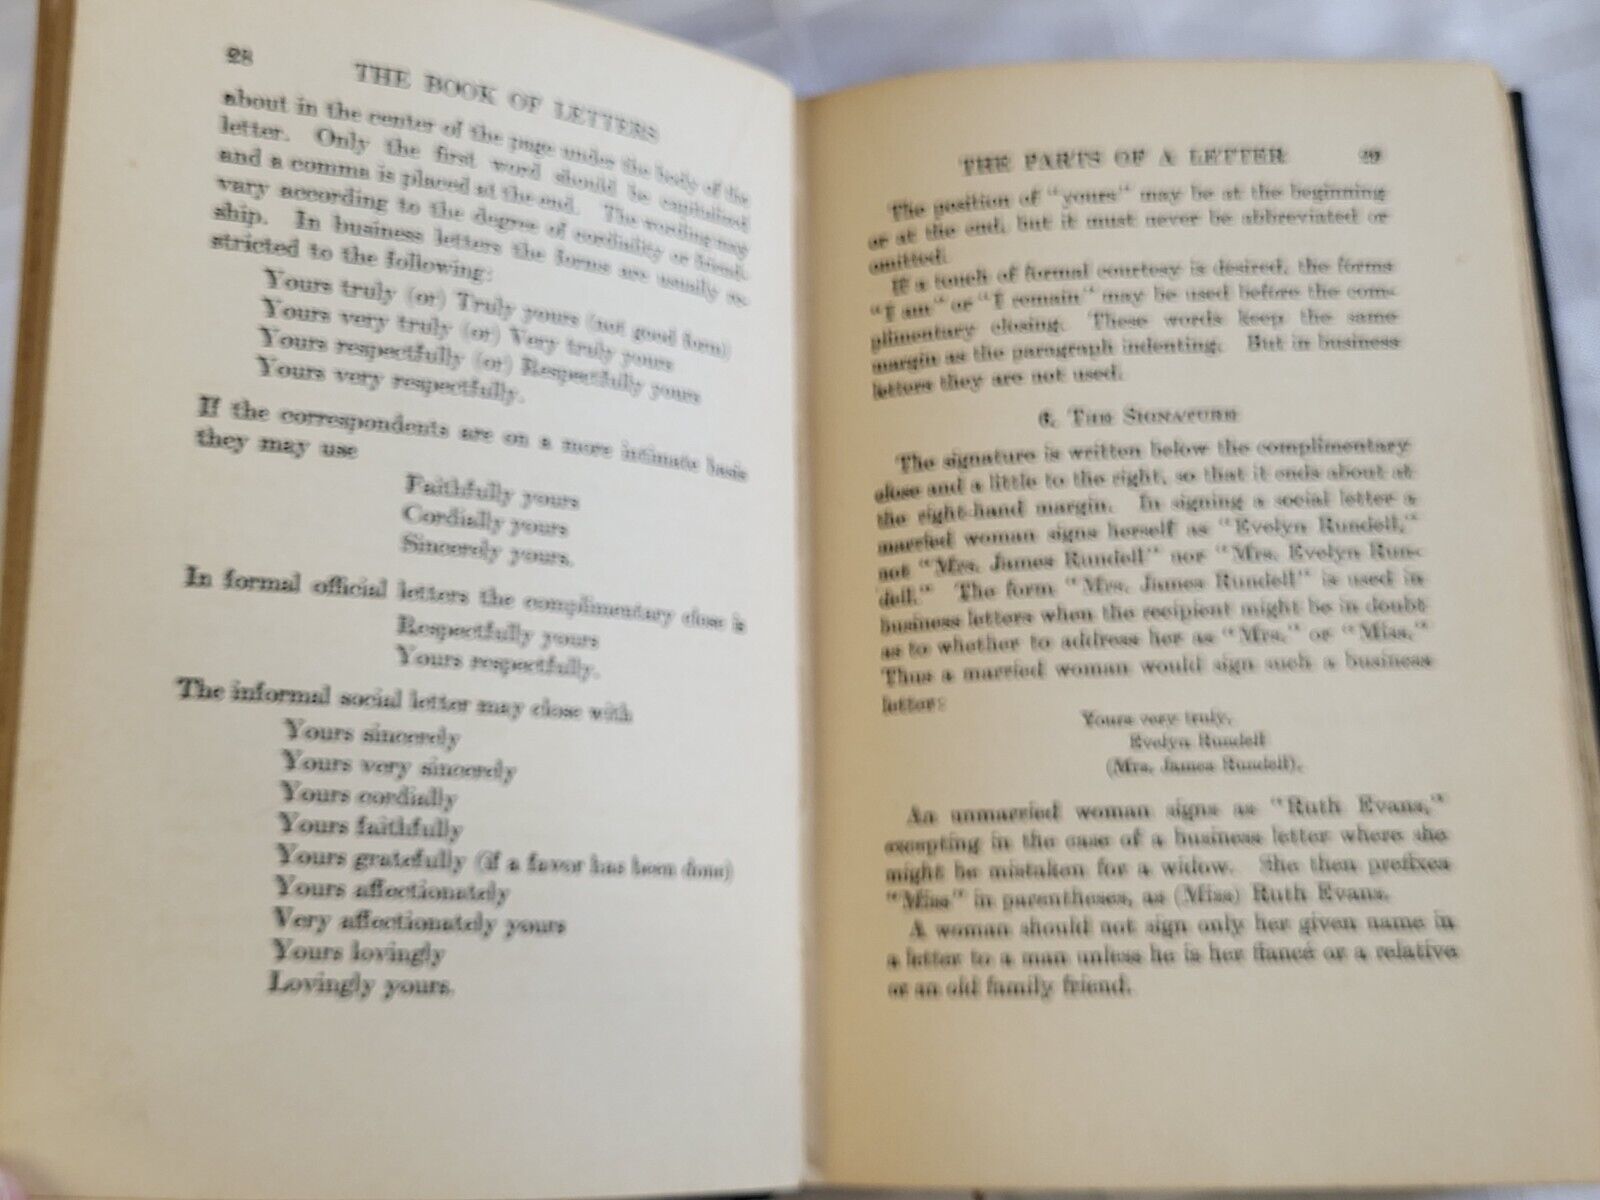 28
THE BOOK OF LETTERS
about in the center of the page under the body of the
letter. Only the first word should be capitalized
and a comma is placed at the end. The wording may
vary according to the degree of cordiality or friend-
ship. In business letters the forms are usually re-
stricted to the following:
Yours truly (or) Truly yours (not good form)
Yours very truly (or) Very truly yours
Yours respectfully (or) Respectfully yours
Yours very respectfully.
If the correspondents are on a more intimate basis
they may use
Faithfully yours
Cordially yours
Sincerely yours.
In formal official letters the complimentary close is
Respectfully yours
Yours respectfully.
The informal social letter may close with
Yours sincerely
Yours very sincerely
Yours cordially
Yours faithfully
Yours gratefully (if a favor has been done)
Yours affectionately
Very affectionately yours
Yours lovingly
Lovingly yours.
THE PARTS OF A LETTER 29
The position of "yours" may be at the beginning
or at the end, but it must never be abbreviated or
omitted.
If a touch of formal courtesy is desired, the forms
"I am" or "I remain" may be used before the com-
plimentary closing. These words keep the same
margin as the paragraph indenting. But in business
letters they are not used.
6. The Signature
The signature is written below the complimentary
close and a little to the right, so that it ends about at
the right-hand margin. In signing a social letter a
married woman signs herself as "Evelyn Rundell,"
not "Mrs. James Rundell" nor "Mrs. Evelyn Run-
dell." The form "Mrs. James Rundell" is used in
business letters when the recipient might be in doubt
as to whether to address her as "Mrs." or "Miss."
Thus a married woman would sign such a business
letter:
Yours very truly,
Evelyn Rundell
(Mrs. James Rundell).
An unmarried woman signs as "Ruth Evans,"
excepting in the case of a business letter where she
might be mistaken for a widow. She then prefixes
"Miss" in parentheses, as (Miss) Ruth Evans.
A woman should not sign only her given name in
a letter to a man unless he is her fiancé or a relative
or an old family friend.